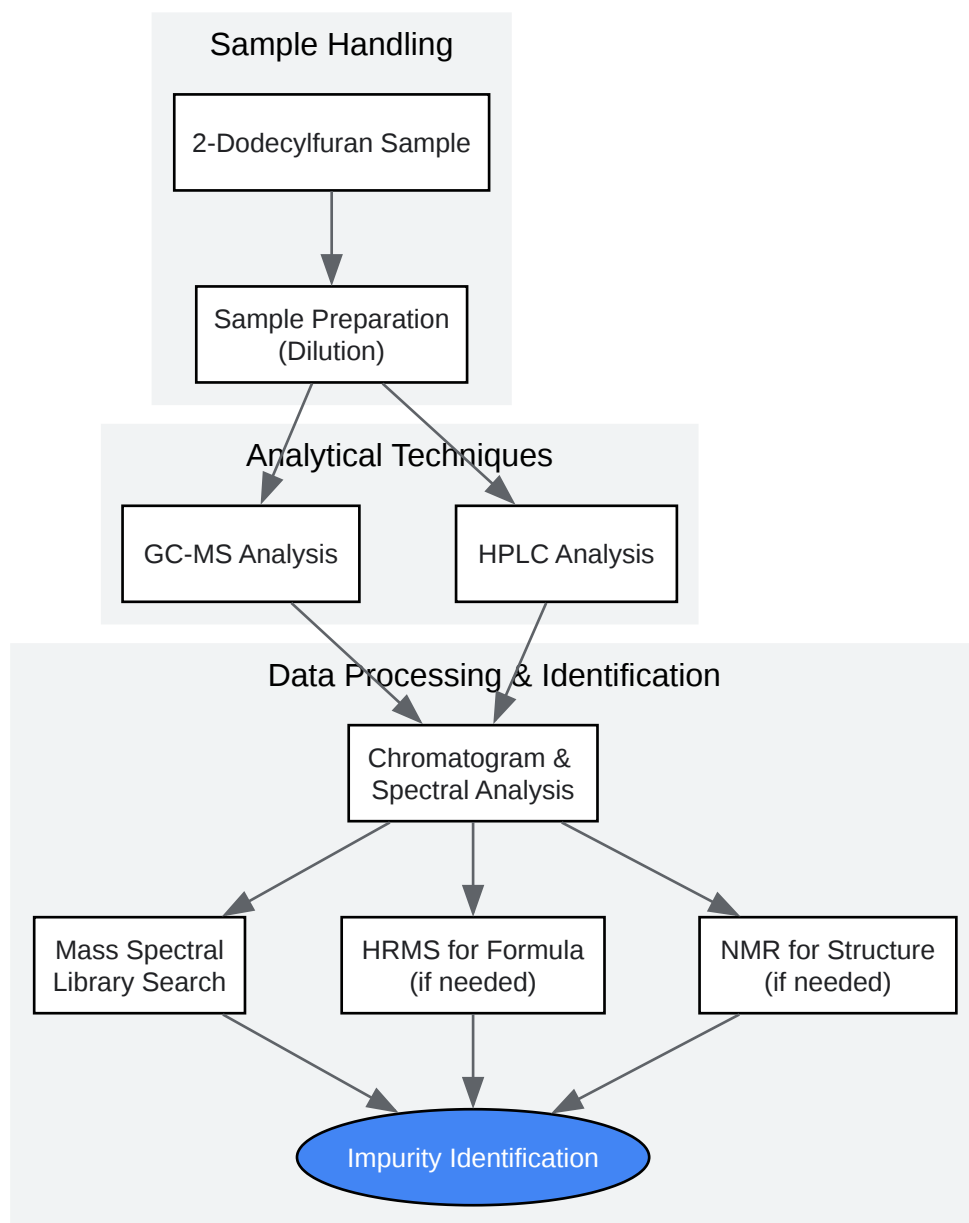 Sample Handling
2-Dodecylfuran Sample
Sample Preparation
(Dilution)
Analytical Techniques
GC-MS Analysis
HPLC Analysis
Data Processing & Identification
Chromatogram &
Spectral Analysis
Mass Spectral
Library Search
HRMS for Formula
(if needed)
NMR for Structure
(if needed)
Impurity Identification